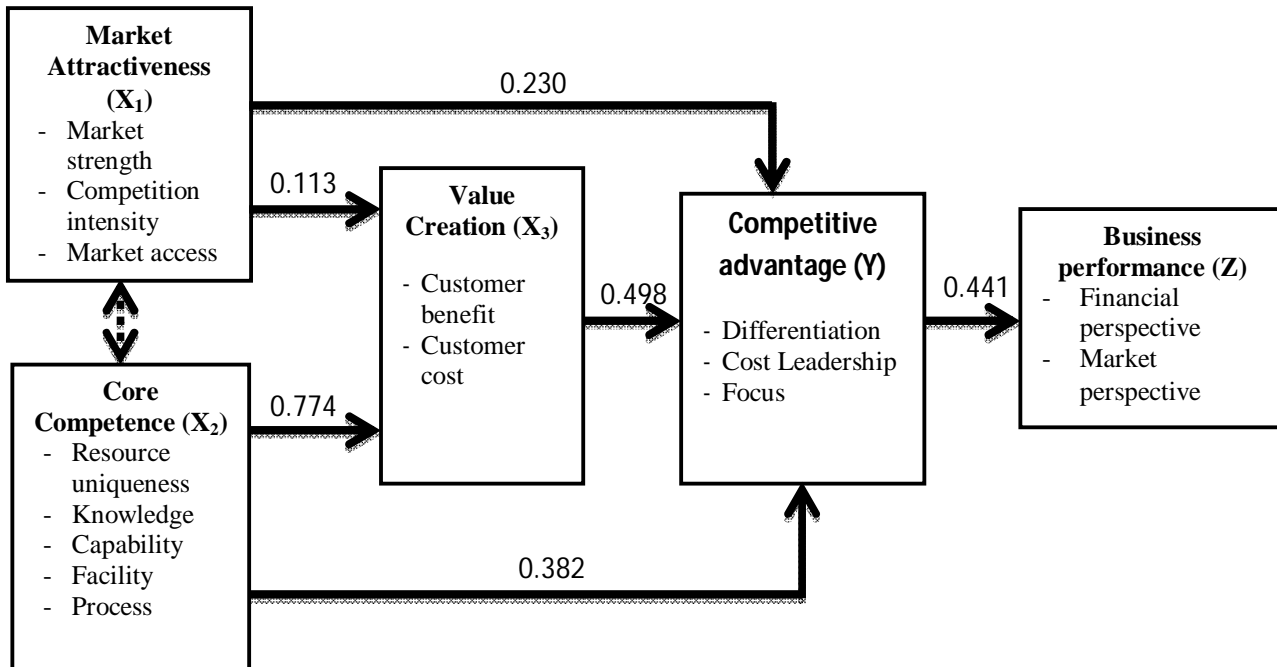 Market
Attractiveness
(X₁)
- Market
strength
- Competition
intensity
- Market access
0.230
0.113
Value
Creation (X₃)
- Customer
benefit
- Customer
cost
0.498
Competitive
advantage (Y)
- Differentiation
- Cost Leadership
- Focus
0.441
Business
performance (Z)
- Financial
perspective
- Market
perspective
Core
Competence (X₂)
- Resource
uniqueness
- Knowledge
- Capability
- Facility
- Process
0.774
0.382